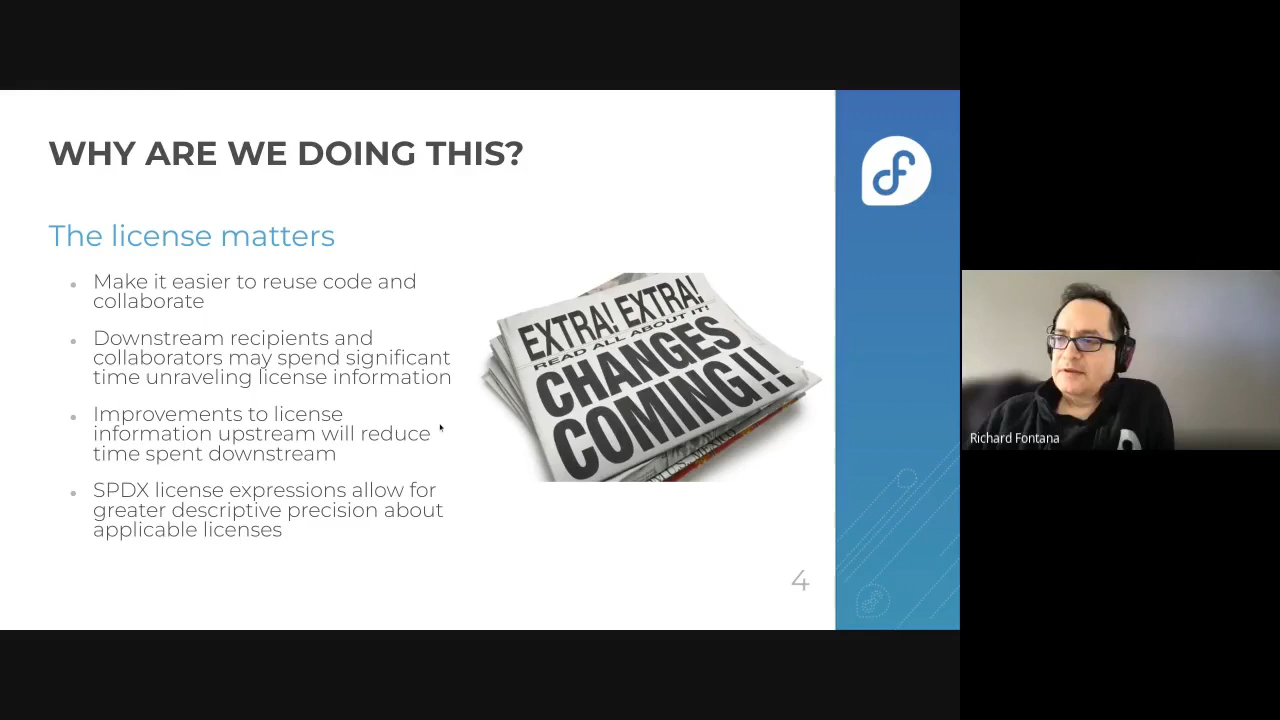 WHY ARE WE DOING THIS?
The license matters
Make it easier to reuse code and
collaborate
Downstream recipients and
collaborators may spend significant
time unraveling license information
Improvements to license
information upstream will reduce
time spent downstream
SPDX license expressions allow for
greater descriptive precision about
applicable licenses
EXTRA! EXTRA!
READ ALL ABOUT IT!
CHANGES
COMING!!
4
Richard Fontana